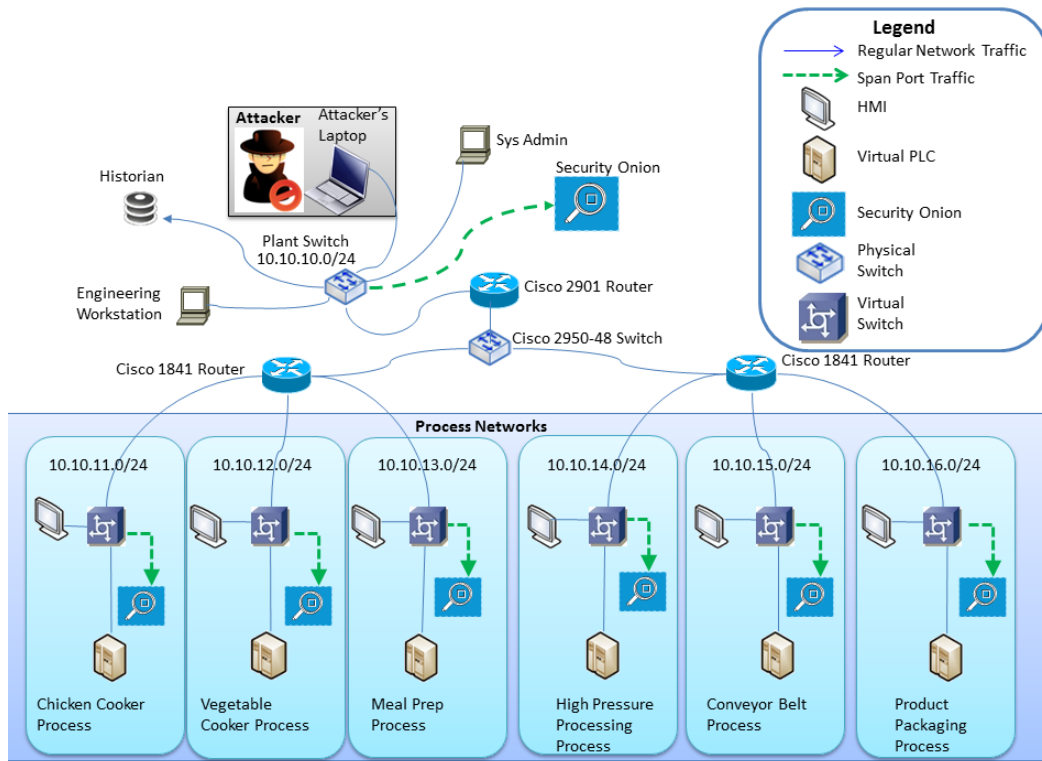 Legend
Regular Network Traffic
Span Port Traffic
HMI
Virtual PLC
Security Onion
Physical
Switch
Virtual
Switch
Attacker
Attacker's
Laptop
Sys Admin
Security Onion
Historian
Plant Switch
10.10.10.0/24
Engineering
Workstation
Cisco 2901 Router
Cisco 2950-48 Switch
Cisco 1841 Router
Cisco 1841 Router
Process Networks
10.10.11.0/24
10.10.12.0/24
10.10.13.0/24
10.10.14.0/24
10.10.15.0/24
10.10.16.0/24
Chicken Cooker
Process
Vegetable
Cooker Process
Meal Prep
Process
High Pressure
Processing
Process
Conveyor Belt
Process
Product
Packaging
Process